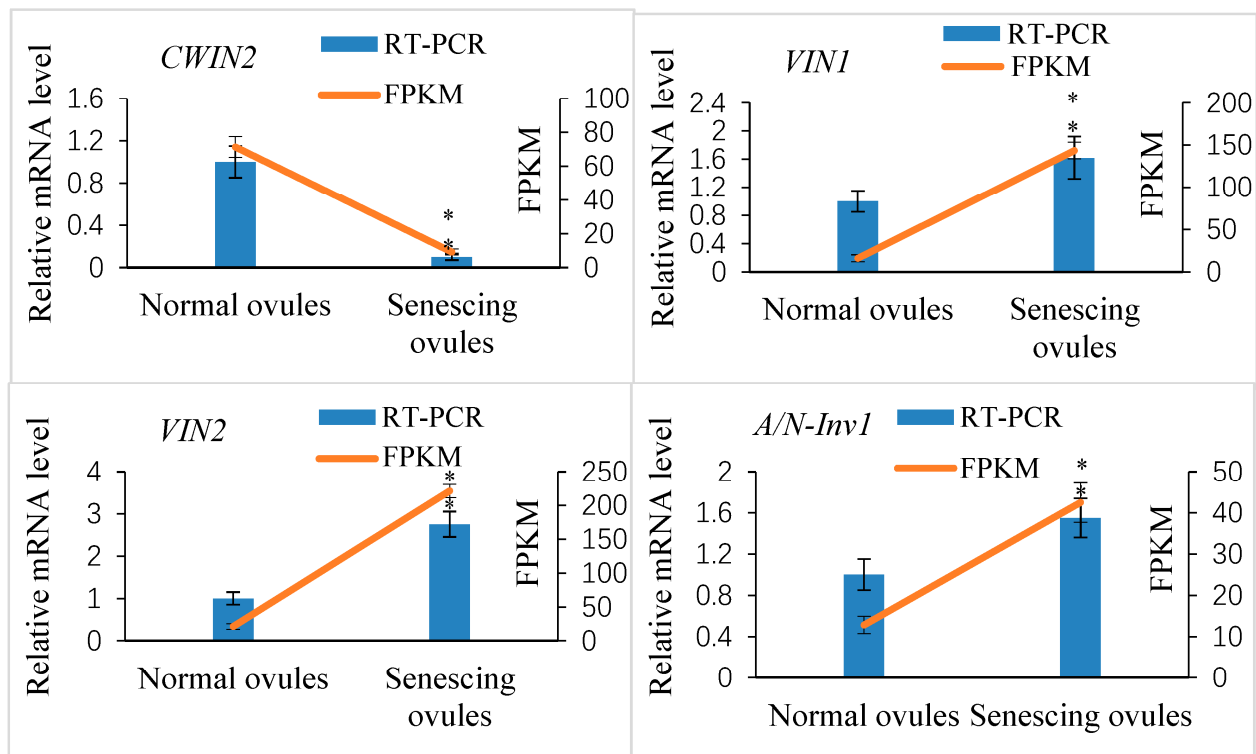 CWIN2
RT-PCR
FPKM
Relative mRNA level
1.6
1.2
0.8
0.4
0
100
80
60
40
20
0
FPKM
*
*
Normal ovules
Senescing
ovules
VIN1
RT-PCR
FPKM
Relative mRNA level
2.4
2
1.6
1.2
0.8
0.4
0
200
150
100
50
0
FPKM
*
*
Normal ovules
Senescing
ovules
VIN2
RT-PCR
FPKM
Relative mRNA level
4
3
2
1
0
250
200
150
100
50
0
FPKM
*
*
Normal ovules
Senescing
ovules
A/N-Inv1
RT-PCR
FPKM
Relative mRNA level
2
1.6
1.2
0.8
0.4
0
50
40
30
20
10
0
FPKM
*
*
Normal ovules Senescing ovules